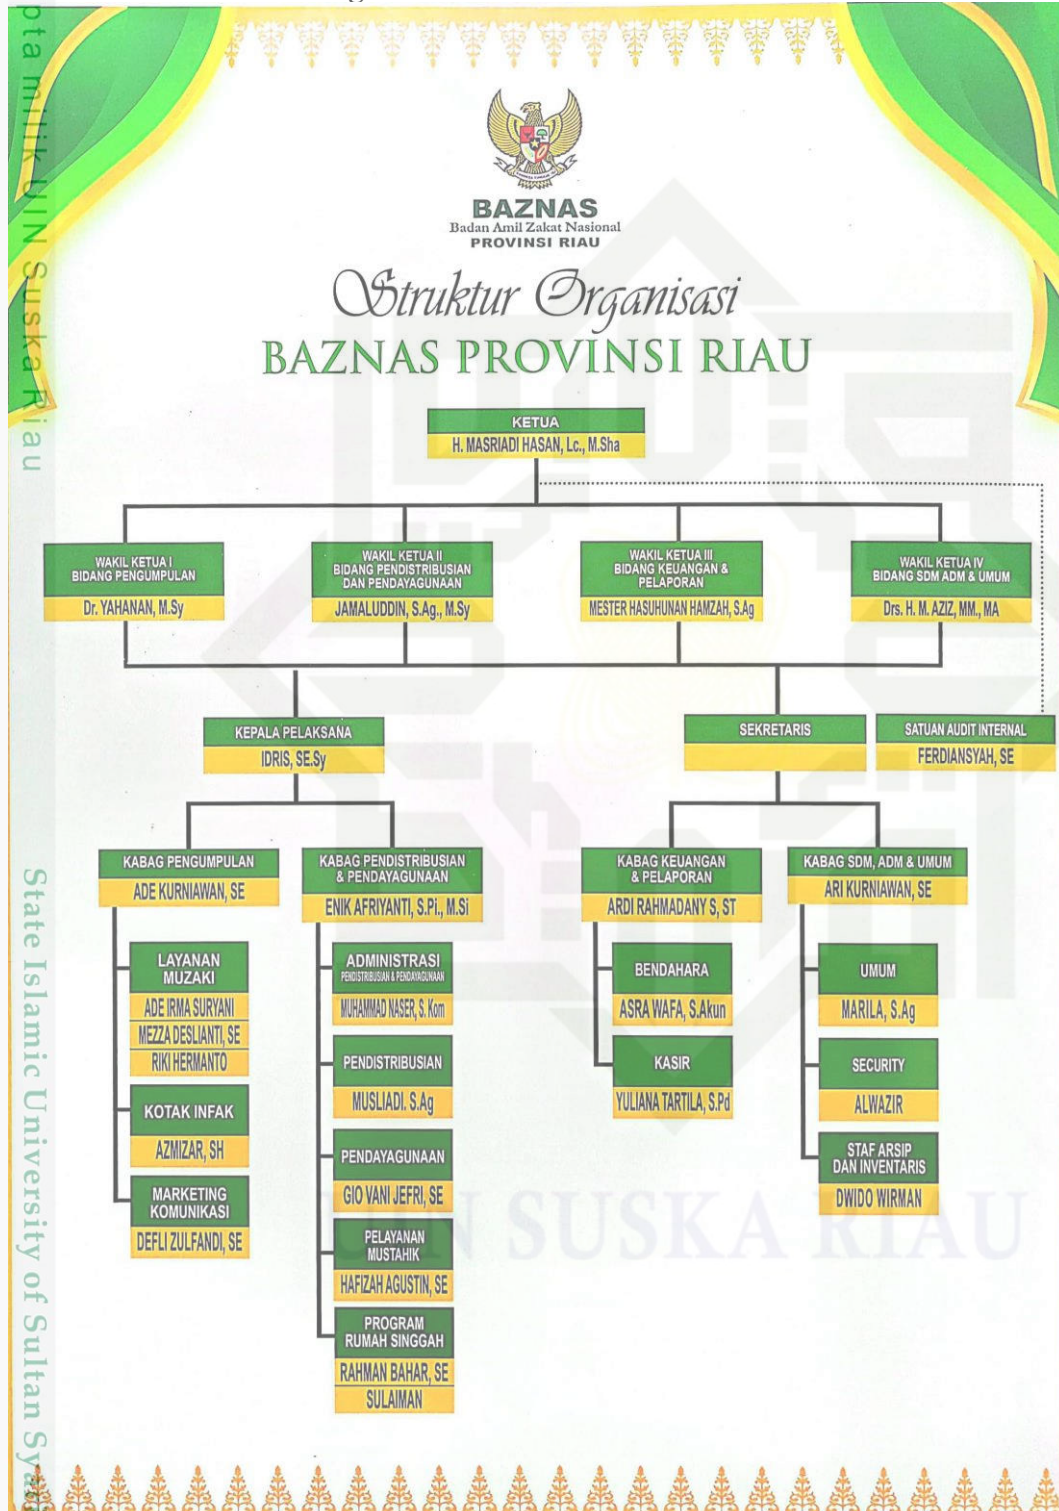 BAZNAS
Badan Amil Zakat Nasional
PROVINSI RIAU
Struktur Organisasi
BAZNAS PROVINSI RIAU
KETUA
H. MASRIADI HASAN, Lc., M.Sha
WAKIL KETUA I
BIDANG PENGUMPULAN
Dr. YAHANAN, M.Sy
WAKIL KETUA II
BIDANG PENDISTRIBUSIAN
DAN PENDAYAGUNAAN
JAMALUDDIN, S.Ag., M.Sy
WAKIL KETUA III
BIDANG KEUANGAN &
PELAPORAN
MESTER HASUHUNAN HAMZAH, S.Ag
WAKIL KETUA IV
BIDANG SDM ADM & UMUM
Drs. H. M. AZIZ, MM., MA
KEPALA PELAKSANA
IDRIS, SE.Sy
SEKRETARIS
SATUAN AUDIT INTERNAL
FERDIANSYAH, SE
KABAG PENGUMPULAN
ADE KURNIAWAN, SE
LAYANAN
MUZAKI
ADE IRMA SURYANI
MEZZA DESLIANTI, SE
RIKI HERMANTO
KOTAK INFAK
AZMIZAR, SH
MARKETING
KOMUNIKASI
DEFLI ZULFANDI, SE
KABAG PENDISTRIBUSIAN
& PENDAYAGUNAAN
ENIK AFRIYANTI, S.Pi., M.Si
ADMINISTRASI
PENDISTRIBUSIAN & PENDAYAGUNAAN
MUHAMMAD NASER, S. Kom
PENDISTRIBUSIAN
MUSLIADI. S.Ag
PENDAYAGUNAAN
GIO VANI JEFRI, SE
PELAYANAN
MUSTAHIK
HAFIZAH AGUSTIN, SE
PROGRAM
RUMAH SINGGAH
RAHMAN BAHAR, SE
SULAIMAN
KABAG KEUANGAN
& PELAPORAN
ARDI RAHMADANY S, ST
BENDAHARA
ASRA WAFA, S.Akun
KASIR
YULIANA TARTILA, S.Pd
KABAG SDM, ADM & UMUM
ARI KURNIAWAN, SE
UMUM
MARILA, S.Ag
SECURITY
ALWAZIR
STAF ARSIP
DAN INVENTARIS
DWIDO WIRMAN
UIN SUSKA RIAU
pta milik UIN Suska Riau
State Islamic University of Sultan Sya